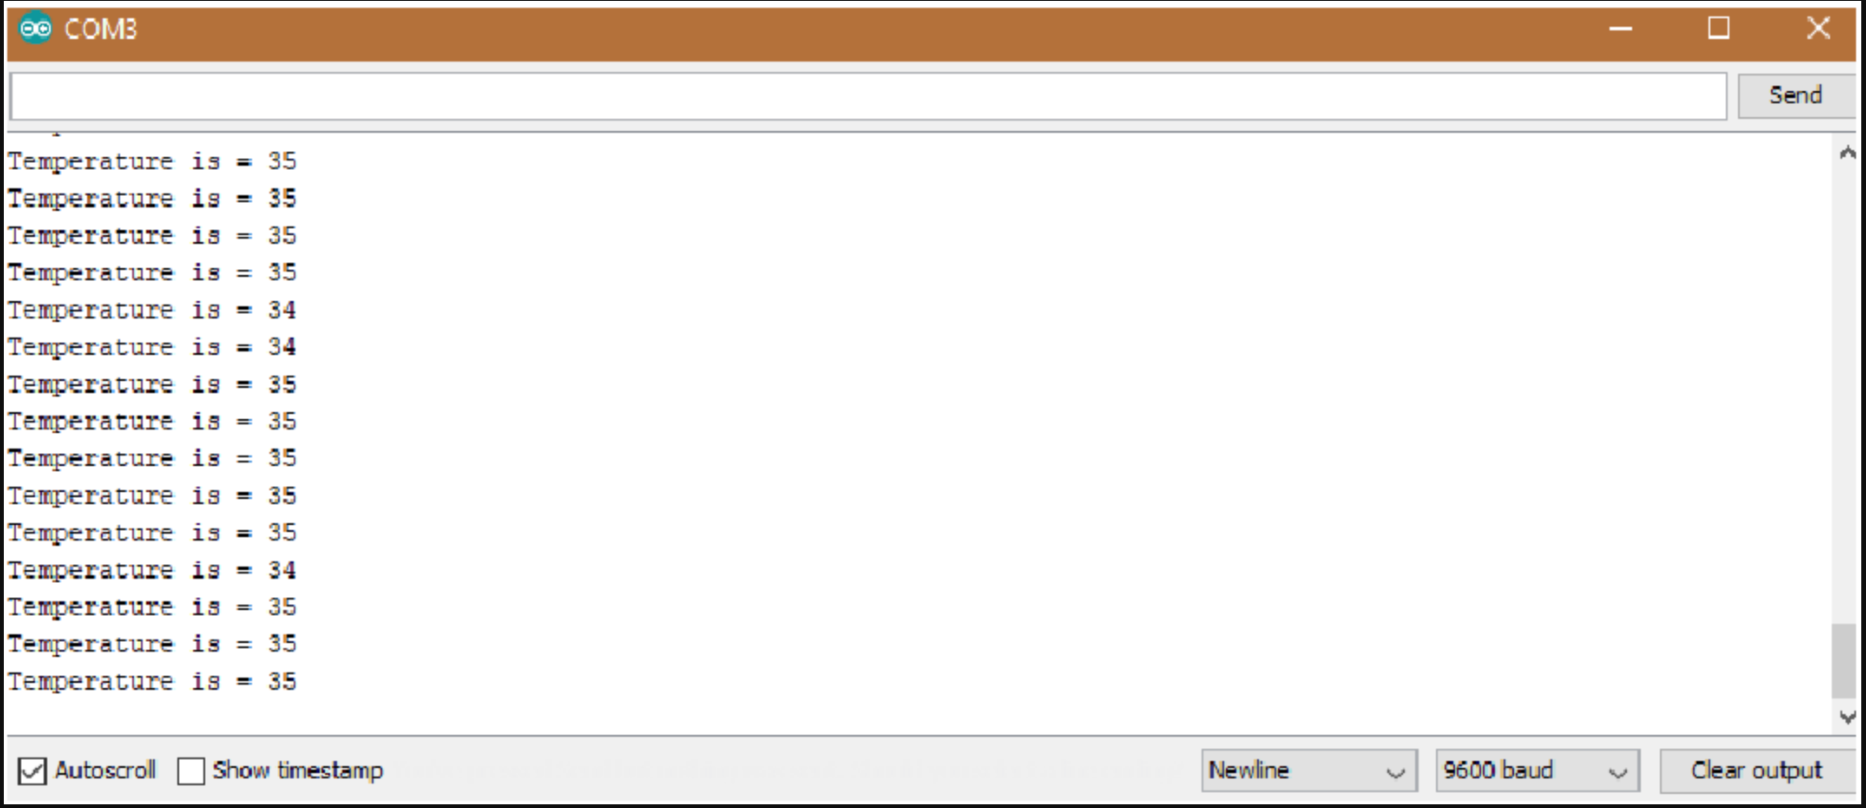 COM3
Send
Temperature is = 35
Temperature is = 35
Temperature is = 35
Temperature is = 35
Temperature is = 34
Temperature is = 34
Temperature is = 35
Temperature is = 35
Temperature is = 35
Temperature is = 35
Temperature is = 35
Temperature is = 34
Temperature is = 35
Temperature is = 35
Temperature is = 35
Autoscroll Show timestamp Newline 9600 baud Clear output